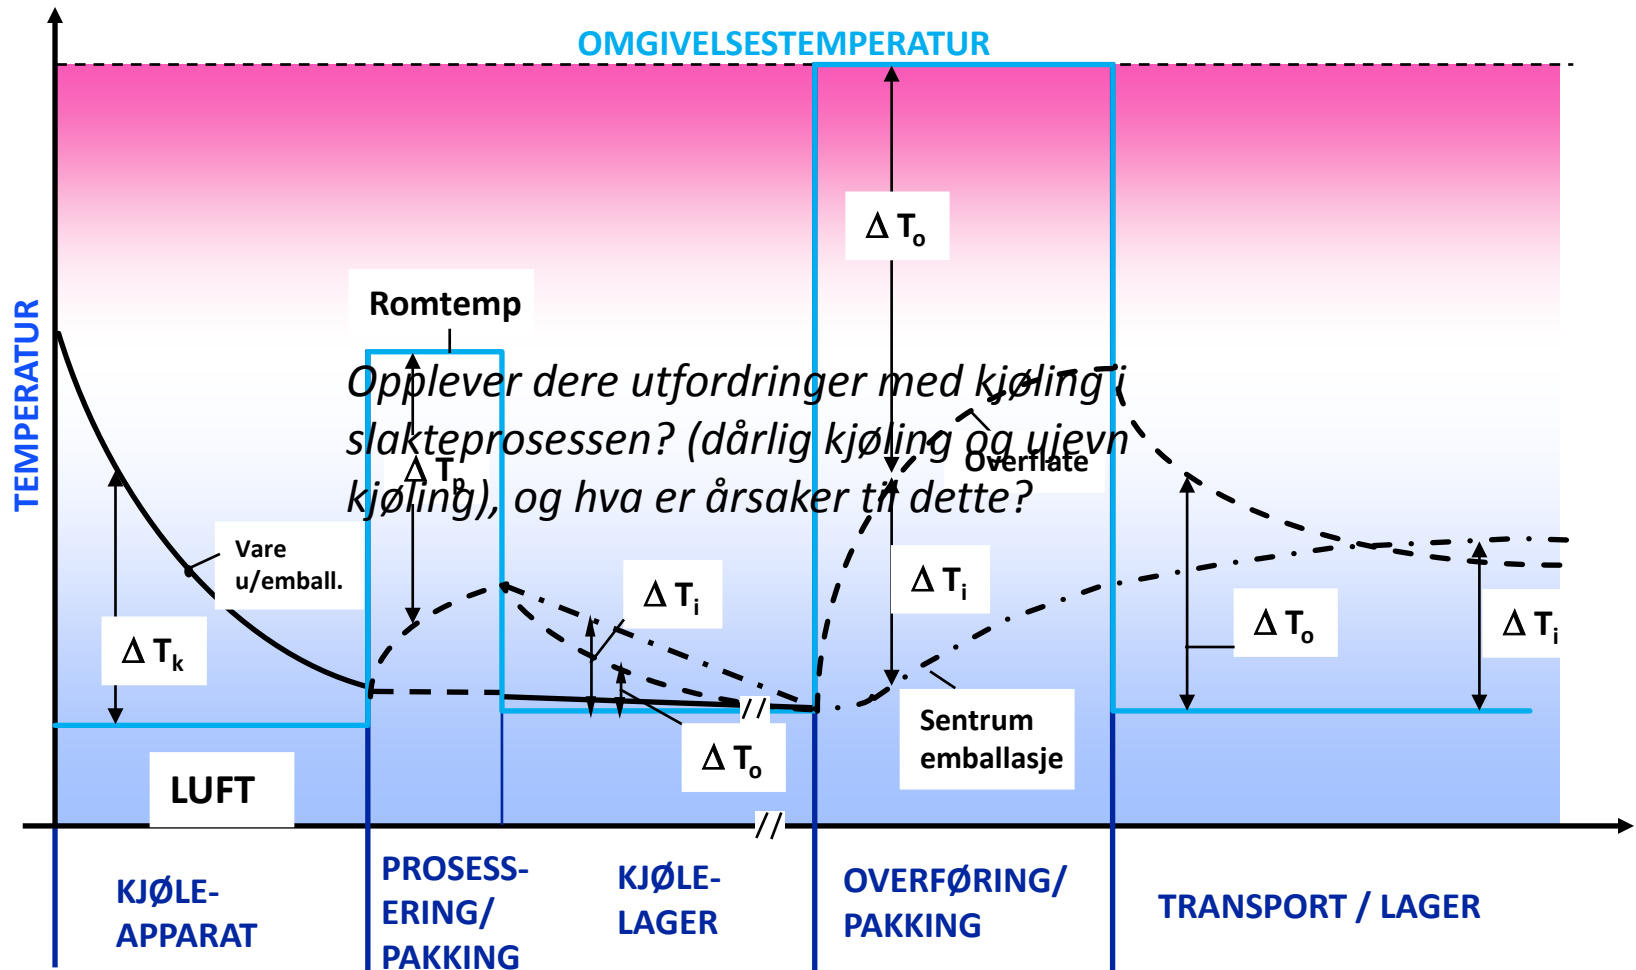 OMGIVELSESTEMPERATUR
TEMPERATUR
Δ To
Romtemp
Opplever dere utfordringer med kjøling i
slakteprosessen? (dårlig kjøling og ujevn
kjøling), og hva er årsaker til dette?
Δ Tp
Overflate
Vare
u/emball.
Δ Tk
Δ Ti
Δ Ti
Δ To
Δ Ti
Δ To
Sentrum
emballasje
LUFT
//
//
KJØLE-
APPARAT
PROSESS-
ERING/
PAKKING
KJØLE-
LAGER
OVERFØRING/
PAKKING
TRANSPORT / LAGER